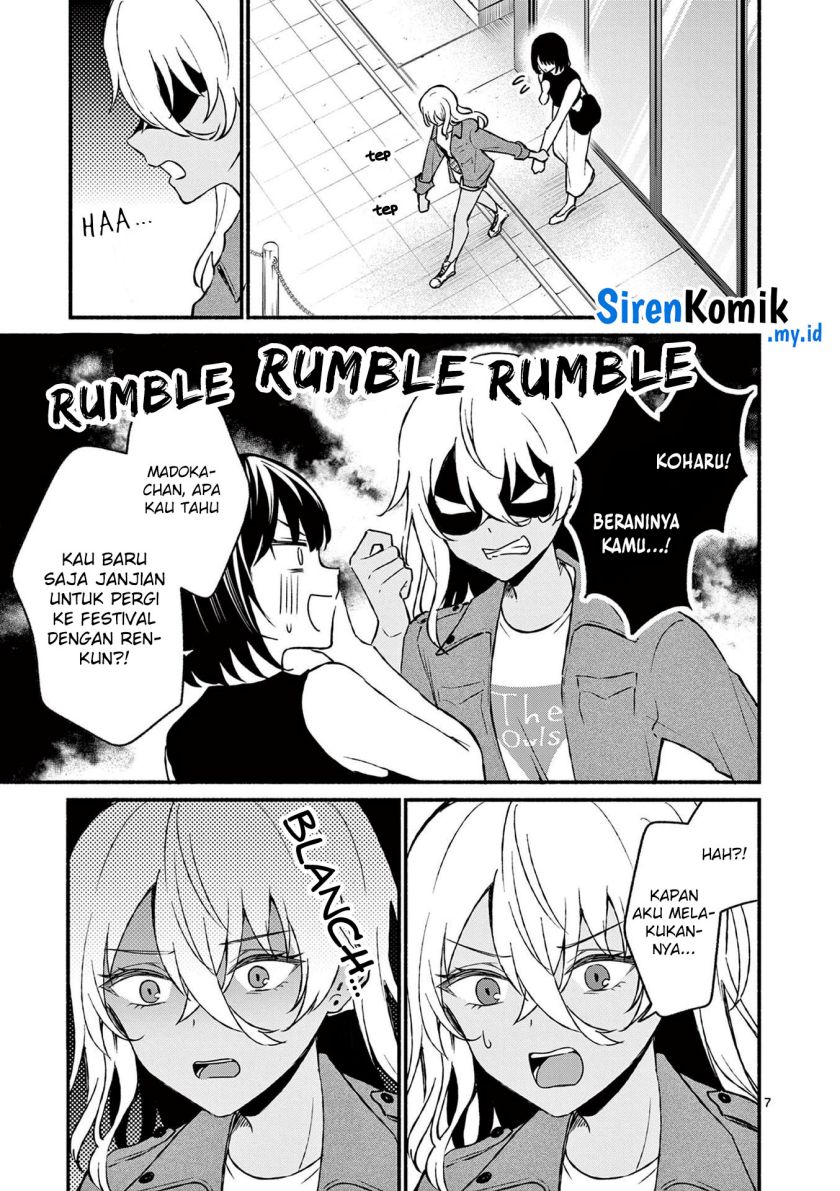 tep
tep
HAA...
SirenKomik
.my.id
RUMBLE RUMBLE RUMBLE
KOHARU!
BERANINYA
KAMU...!
MADOKA-
CHAN, APA
KAU TAHU
KAU BARU
SAJA JANJIAN
UNTUK PERGI
KE FESTIVAL
DENGAN REN-
KUN?!
The
Owls
HAH?!
KAPAN
AKU MELA-
KUKAN-
NYA...
BLANCH...
7